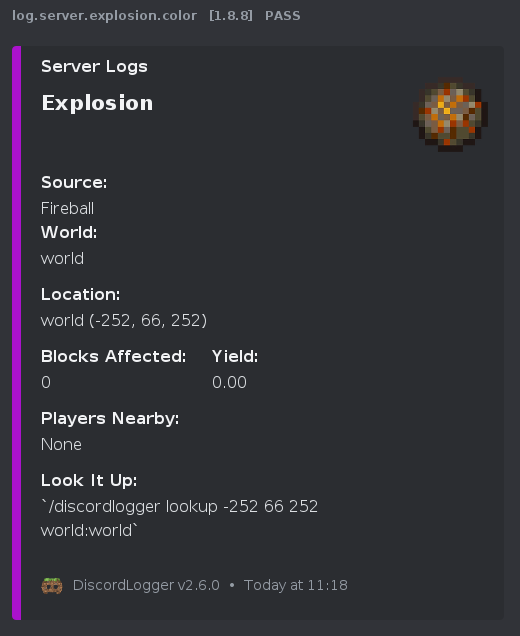 log.server.explosion.color [1.8.8] PASS
Server Logs
Explosion
Source:
Fireball
World:
world
Location:
world (-252, 66, 252)
Blocks Affected: Yield:
0 0.00
Players Nearby:
None
Look It Up:
`/discordlogger lookup -252 66 252
world:world`
DiscordLogger v2.6.0 • Today at 11:18